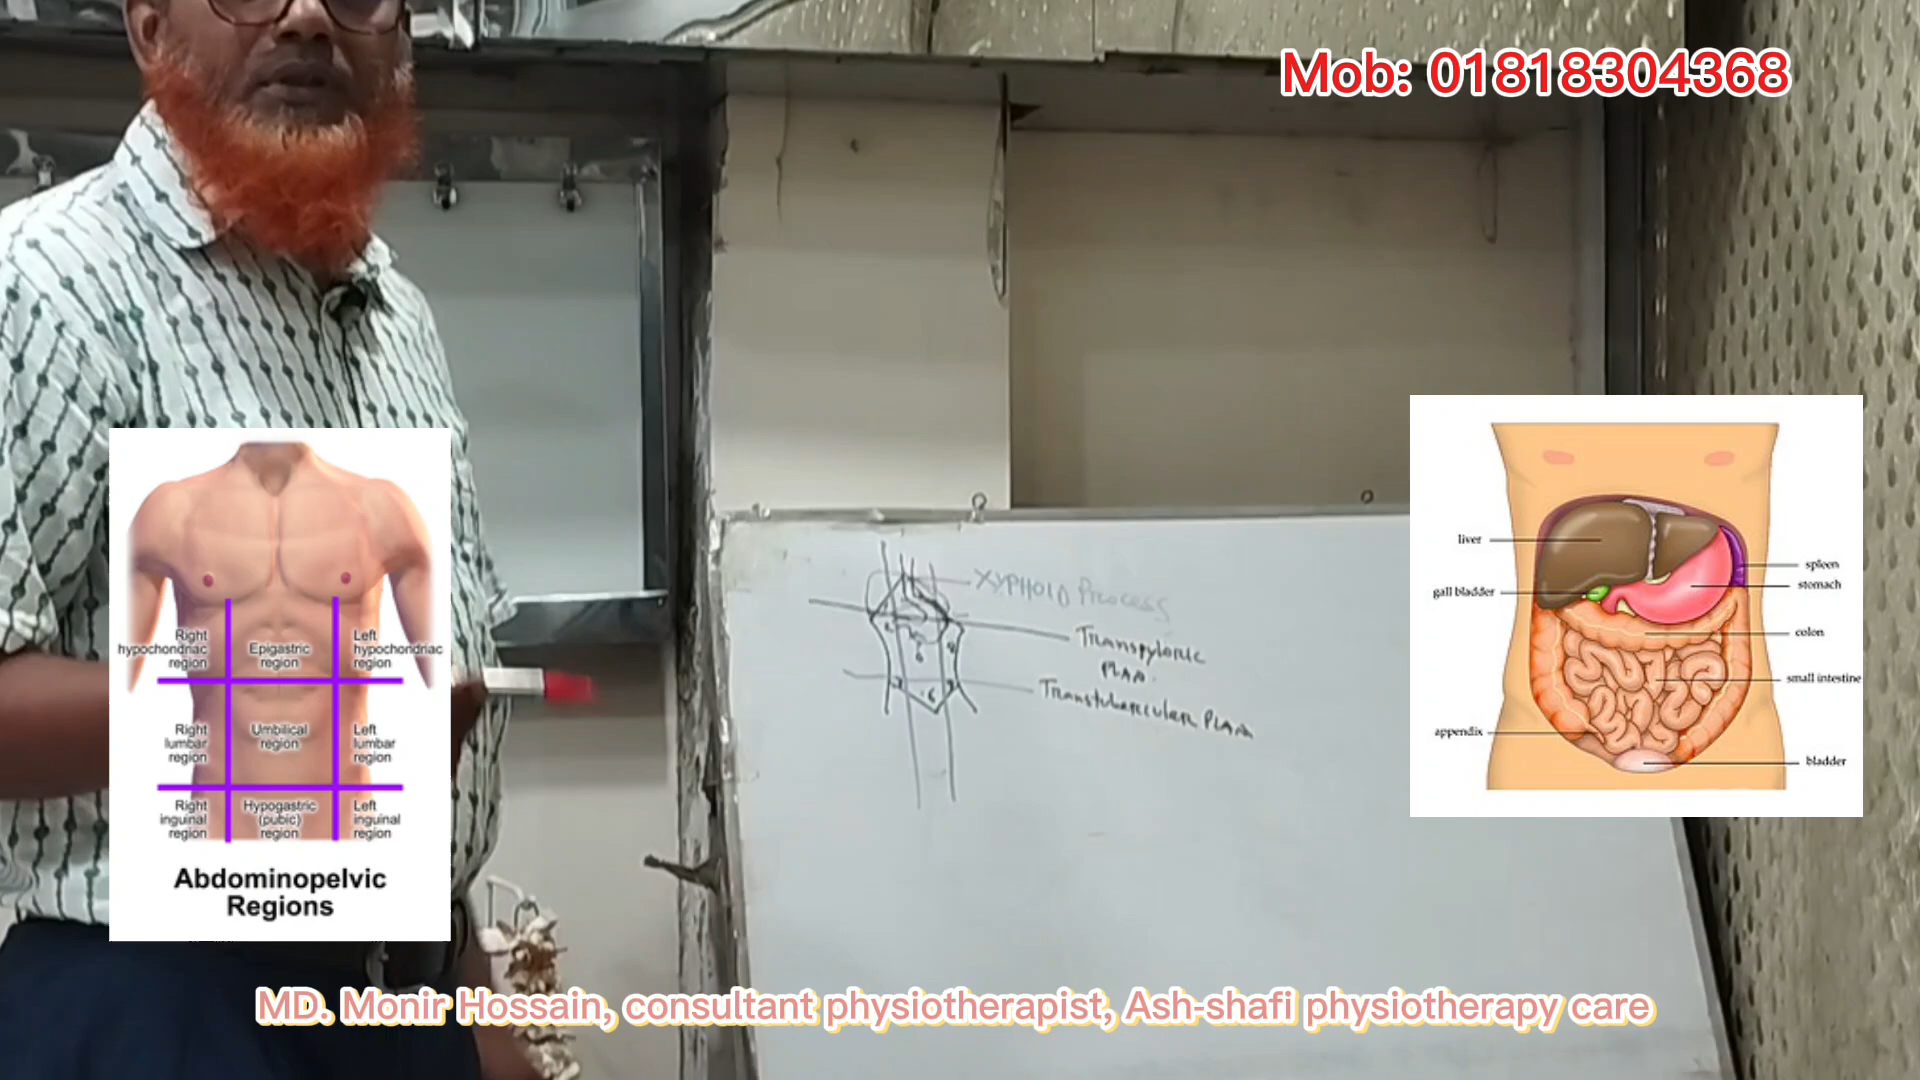 Mob: 01818304368
XYPHOID Process
Transpyloric
Plan.
Transtubercular Plan
Right
hypochondriac
region
Epigastric
region
Left
hypochondriac
region
Right
lumbar
region
Umbilical
region
Left
lumbar
region
Right
inguinal
region
Hypogastric
(pubic)
region
Left
inguinal
region
Abdominopelvic
Regions
liver
gall bladder
appendix
spleen
stomach
colon
small intestine
bladder
MD. Monir Hossain, consultant physiotherapist, Ash-shafi physiotherapy care